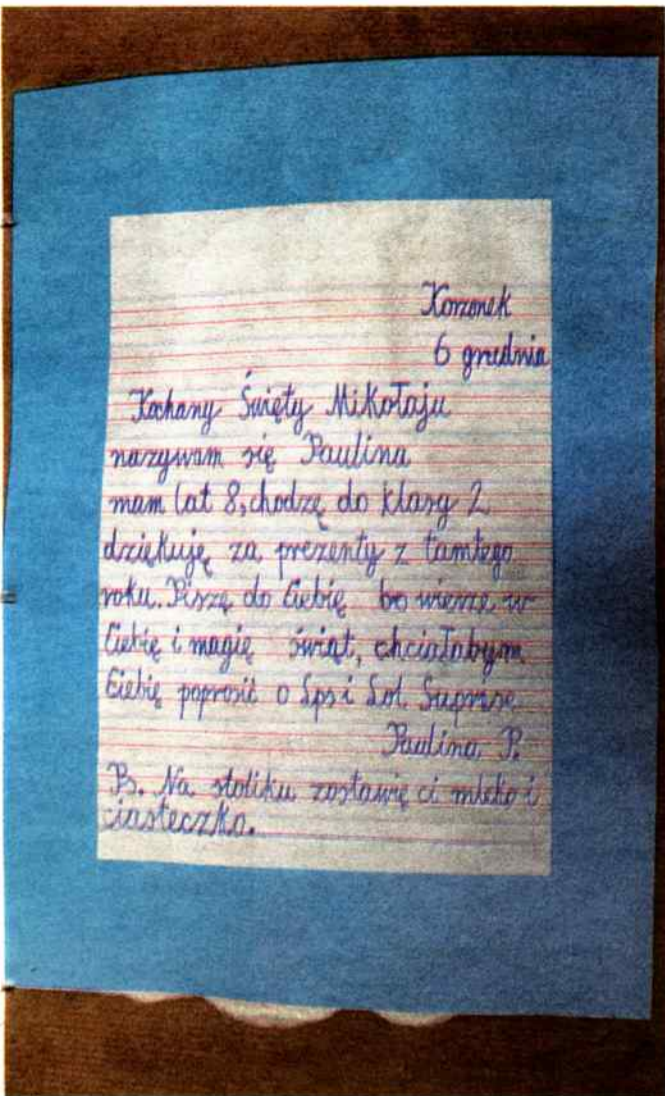 Korzonek
6 grudnia
Kochany Święty Mikołaju
nazywam się Paulina
mam lat 8, chodzę do klasy 2
dziękuję za prezenty z tamtego
roku. Piszę do Ciebie bo wierzę w
Ciebie i magię świąt, chciałabym
Ciebie poprosić o Lps i Lol Suprise
Paulina P.
Ps. Na stoliku zostawię ci mleko i
ciasteczka.